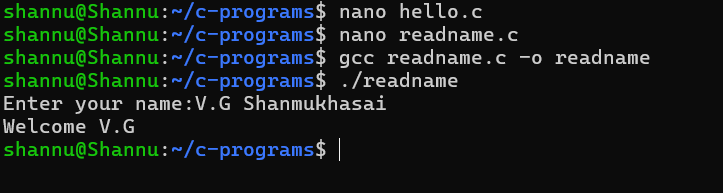 shannu@Shannu:~/c-programs$ nano hello.c
shannu@Shannu:~/c-programs$ nano readname.c
shannu@Shannu:~/c-programs$ gcc readname.c -o readname
shannu@Shannu:~/c-programs$ ./readname
Enter your name:V.G Shanmukhasai
Welcome V.G
shannu@Shannu:~/c-programs$